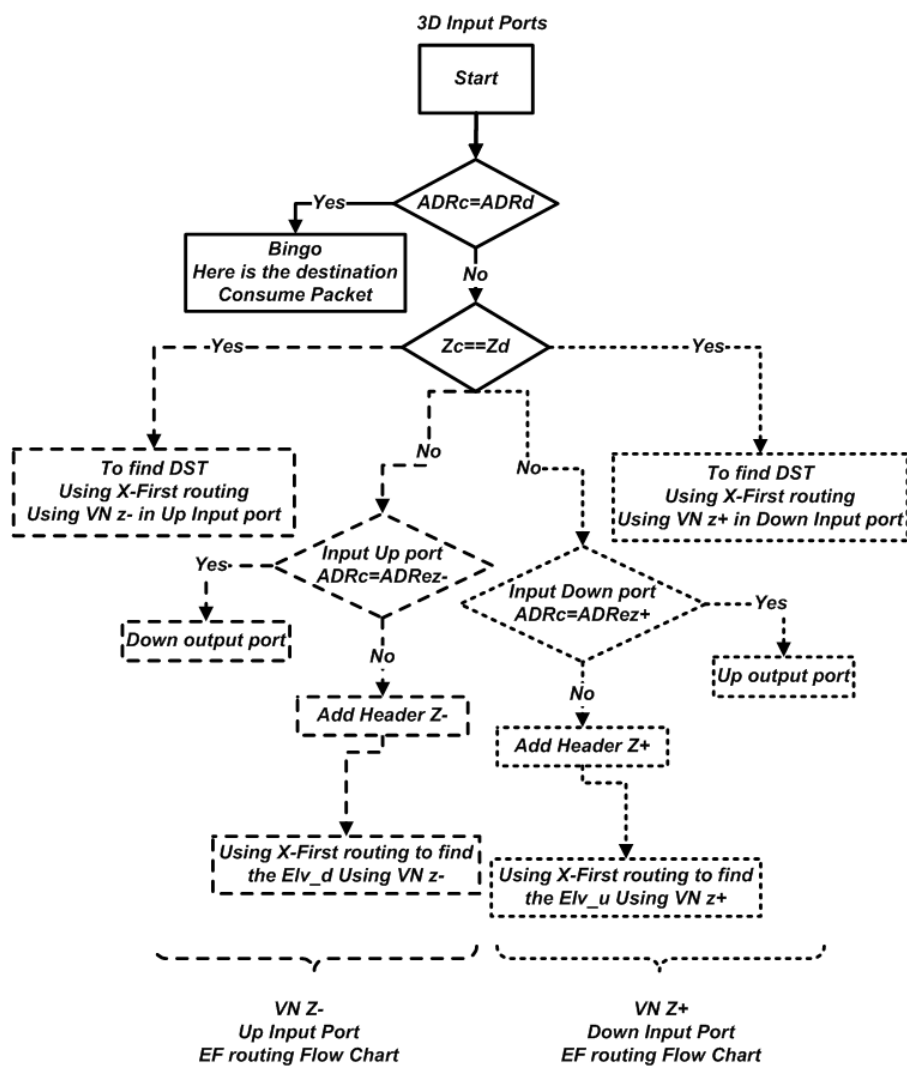 3D Input Ports
Start
ADRc=ADRd
Yes
Bingo
Here is the destination
Consume Packet
No
Zc==Zd
Yes
Yes
No
No
To find DST
Using X-First routing
Using VN z- in Up Input port
To find DST
Using X-First routing
Using VN z+ in Down Input port
Input Up port
ADRc=ADRez-
Yes
Input Down port
ADRc=ADRez+
Yes
Down output port
No
Up output port
No
Add Header Z-
Add Header Z+
Using X-First routing to find
the Elv_d Using VN z-
Using X-First routing to find
the Elv_u Using VN z+
VN Z-
Up Input Port
EF routing Flow Chart
VN Z+
Down Input Port
EF routing Flow Chart